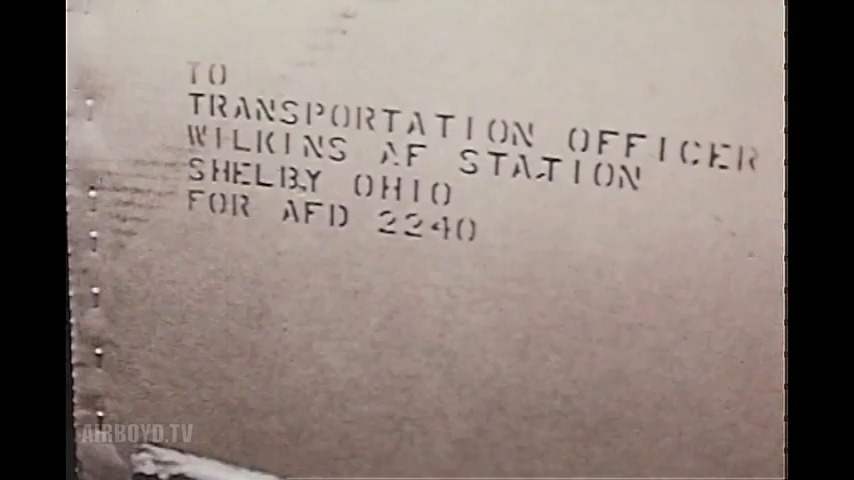 TO
TRANSPORTATION OFFICER
WILKINS AF STATION
SHELBY OHIO
FOR AFD 2240
AIRBOYD.TV